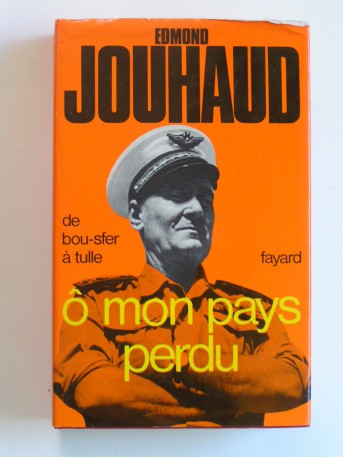 EDMOND
JOUHAUD
de
bou-sfer
à tulle
fayard
ô mon pays
perdu